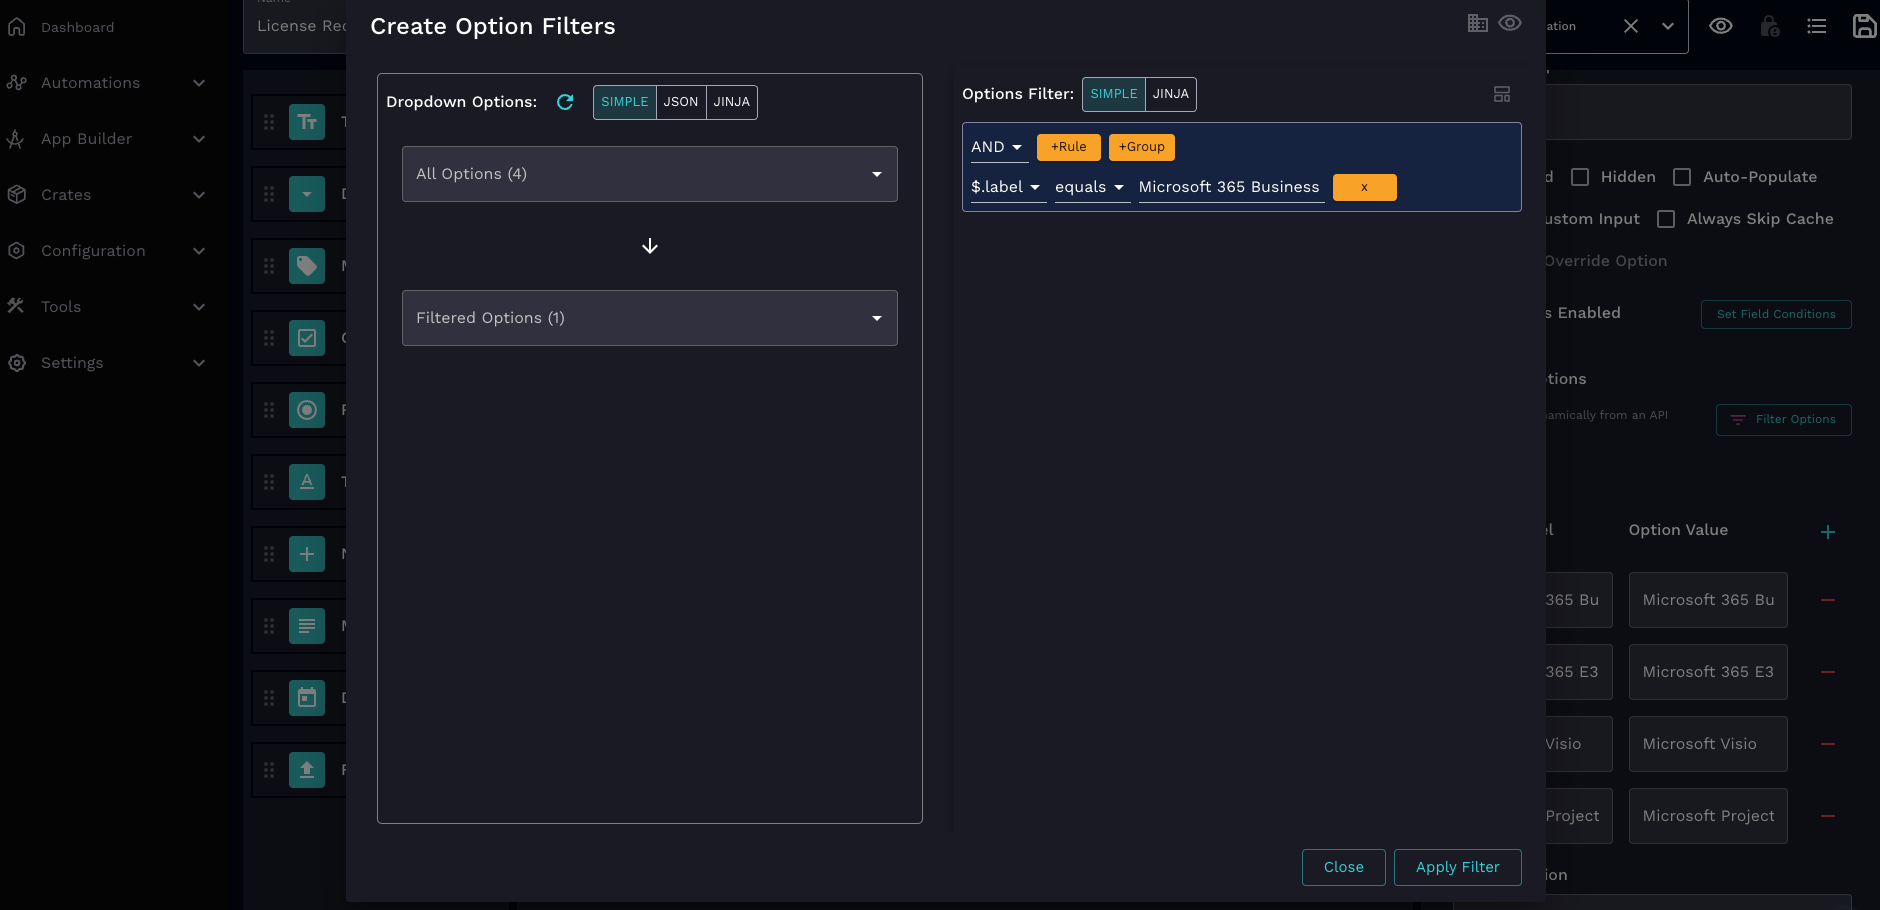 Dashboard
Automations
App Builder
Crates
Configuration
Tools
Settings
Name
License Rec
Create Option Filters
Dropdown Options:
SIMPLE
JSON
JINJA
All Options (4)
Filtered Options (1)
Options Filter:
SIMPLE
JINJA
AND
+Rule
+Group
$.label
equals
Microsoft 365 Business
x
Close
Apply Filter
ation
Hidden
Auto-Populate
ustom Input
Always Skip Cache
Override Option
s Enabled
Set Field Conditions
tions
namically from an API
Filter Options
el
Option Value
365 Bu
Microsoft 365 Bu
365 E3
Microsoft 365 E3
Visio
Microsoft Visio
Project
Microsoft Project
ion